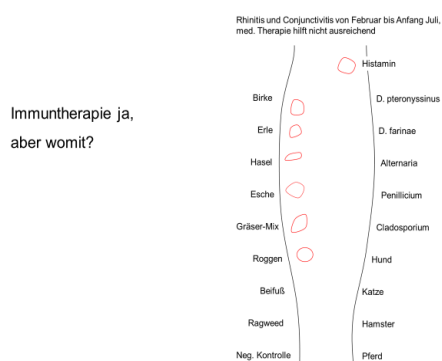 Rhinitis und Conjunctivitis von Februar bis Anfang Juli,
med. Therapie hilft nicht ausreichend
Immuntherapie ja,
aber womit?
Histamin
Birke
D. pteronyssinus
Erle
D. farinae
Hasel
Alternaria
Esche
Penicillium
Gräser-Mix
Cladosporium
Roggen
Hund
Beifuß
Katze
Ragweed
Hamster
Neg. Kontrolle
Pferd